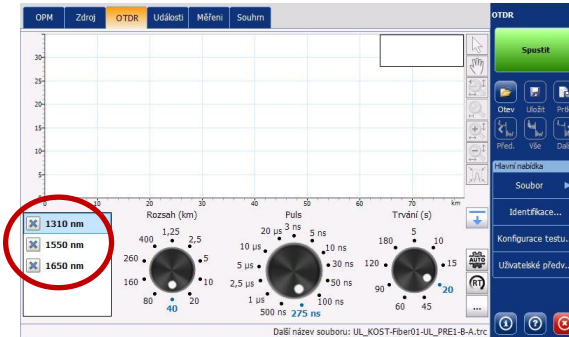 OPM Zdroj OTDR Události Měření Souhrn
OTDR
Spustit
30
25
20
15
10
5
0 10 20 30 40 50 60 70 km
Otev Uložit
Před. Vše
Hlavní nabídka
Soubor
Identifikace...
Konfigurace testu..
Uživatelské předv..
1310 nm
1550 nm
1650 nm
Rozsah (km)
1,25
400 2,5
260 5
160 10
80 20
40
Puls
3 ns
20 µs 5 ns
10 µs 10 ns
5 µs 30 ns
2,5 µs 50 ns
1 µs 100 ns
500 ns 275 ns
Trvání (s)
5
180 10
120 15
90 20
60 45
AUTO
RT
...
Další název souboru: UL_KOST-Fiber01-UL_PRE1-B-A.trc